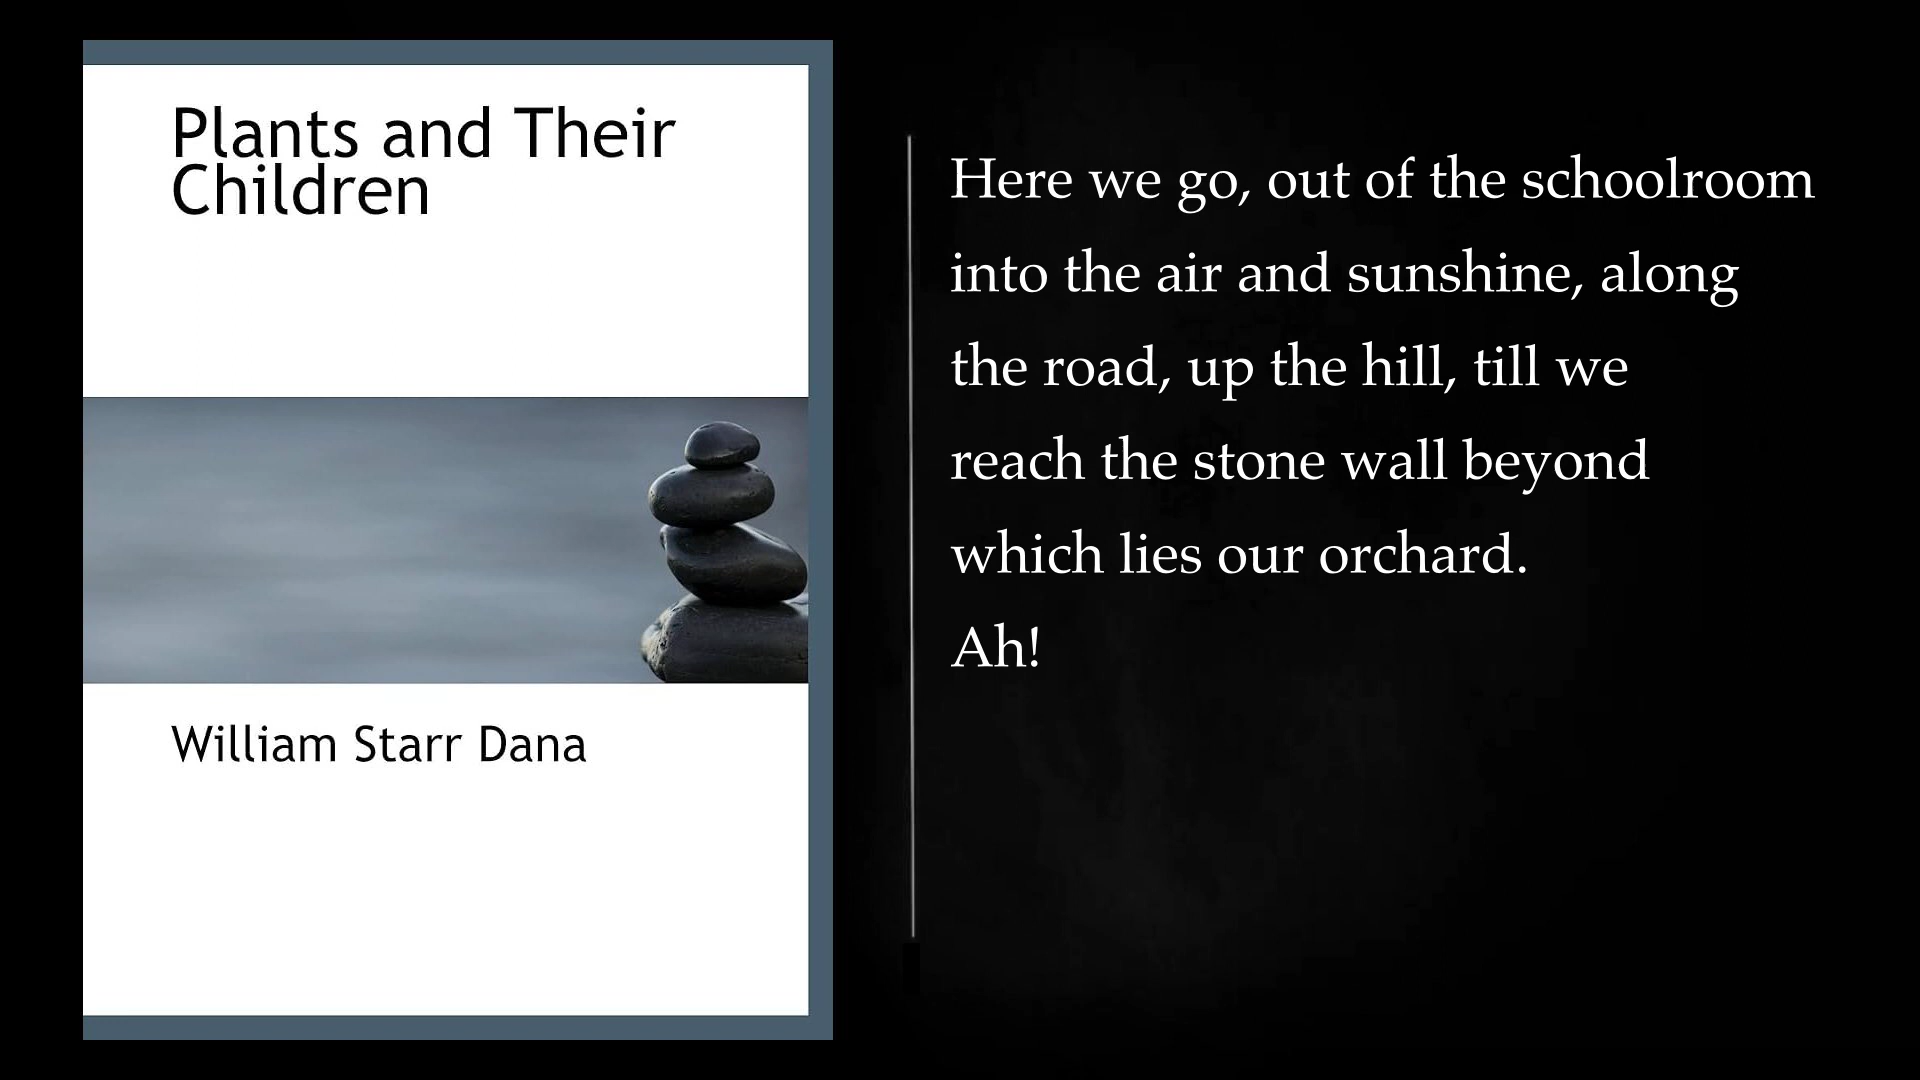 Plants and Their
Children
William Starr Dana
Here we go, out of the schoolroom
into the air and sunshine, along
the road, up the hill, till we
reach the stone wall beyond
which lies our orchard.
Ah!